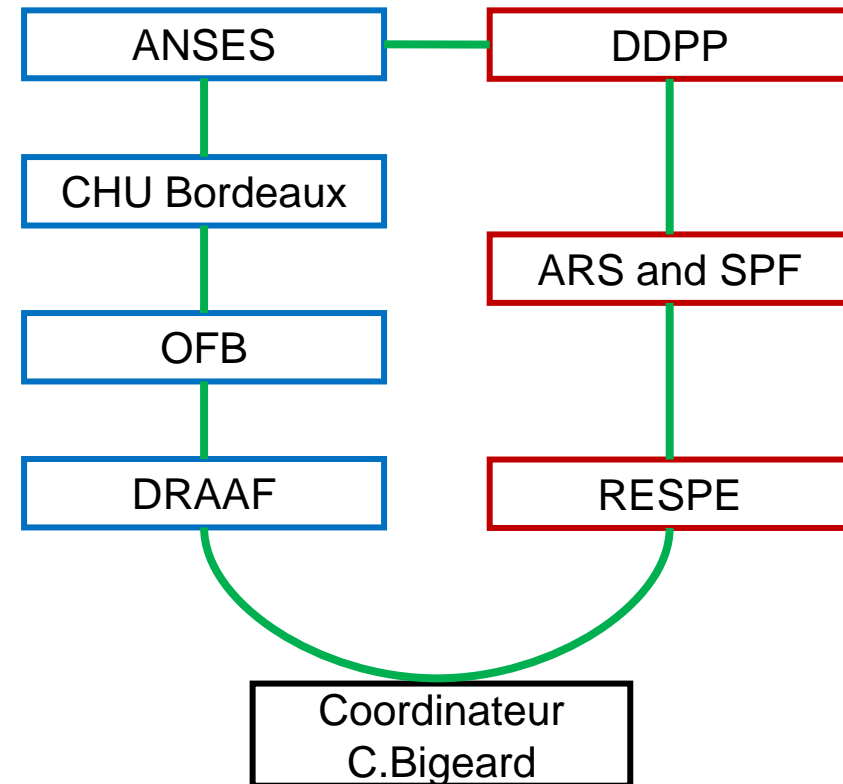 ANSES
DDPP
CHU Bordeaux
ARS and SPF
OFB
DRAAF
RESPE
Coordinateur
C.Bigeard